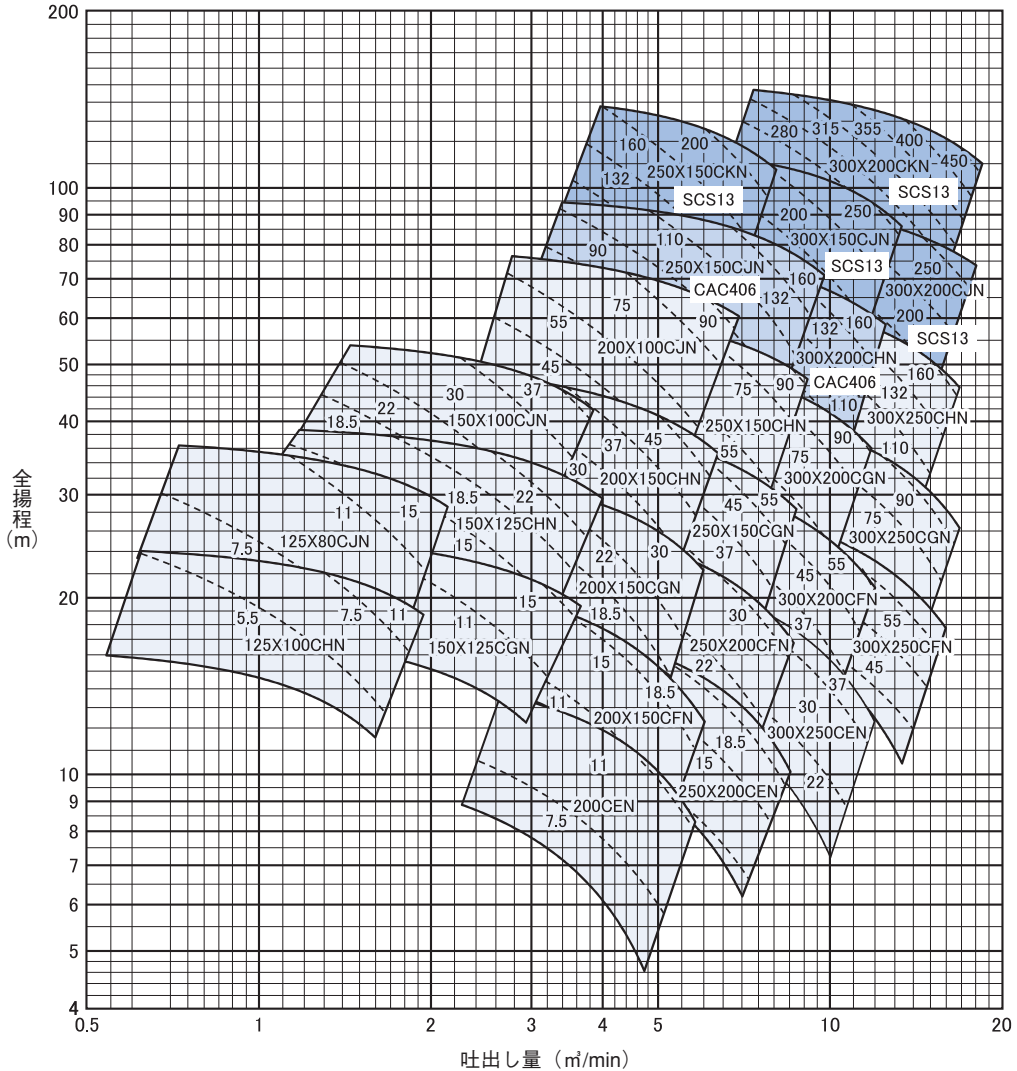 200
100
90
80
70
60
50
40
30
20
10
9
8
7
6
5
4
全揚程
（m）
0.5
1
2
3
4
5
10
20
吐出し量（㎥/min）
280
315
355
400
450
300X200CKN
SCS13
160
200
250X150CKN
132
SCS13
200
250
300X150CJN
SCS13
250
300X200CJN
200
SCS13
90
110
250X150CJN
160
CAC406
132
132
160
300X200CHN
CAC406
110
160
132
300X250CHN
110
75
55
90
200X100CJN
45
75
90
250X150CHN
55
90
75
300X200CGN
90
75
300X250CGN
30
37
22
150X100CJN
18.5
30
37
45
200X150CHN
45
55
250X150CGN
37
55
45
300X200CFN
37
55
300X250CFN
45
11
15
125X80CJN
7.5
18.5
22
150X125CHN
15
22
30
200X150CGN
18.5
30
250X200CFN
22
37
30
300X250CEN
22
5.5
7.5
11
125X100CHN
15
11
150X125CGN
15
18.5
200X150CFN
11
18.5
15
250X200CEN
11
200CEN
7.5